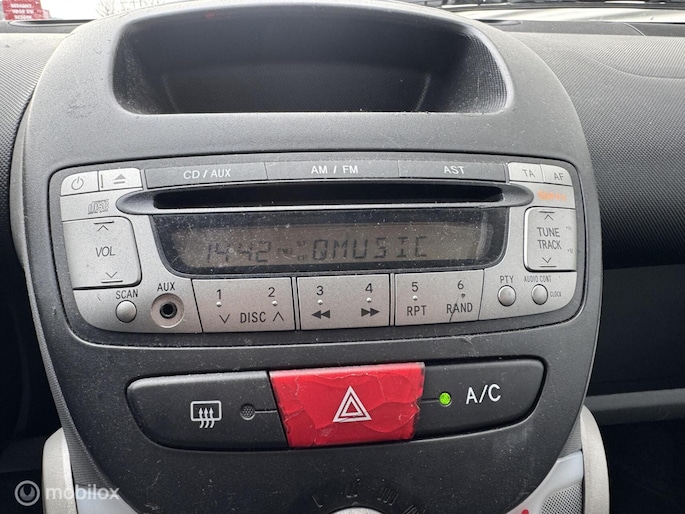 CD / AUX
AM / FM
AST
TA
AF
VOL
14:42
QMUSIC
TUNE
TRACK
SCAN
AUX
1 2
DISC
3 4
5 6
RPT RAND
PTY
AUDIO CONT
CLOCK
A/C
mobilox